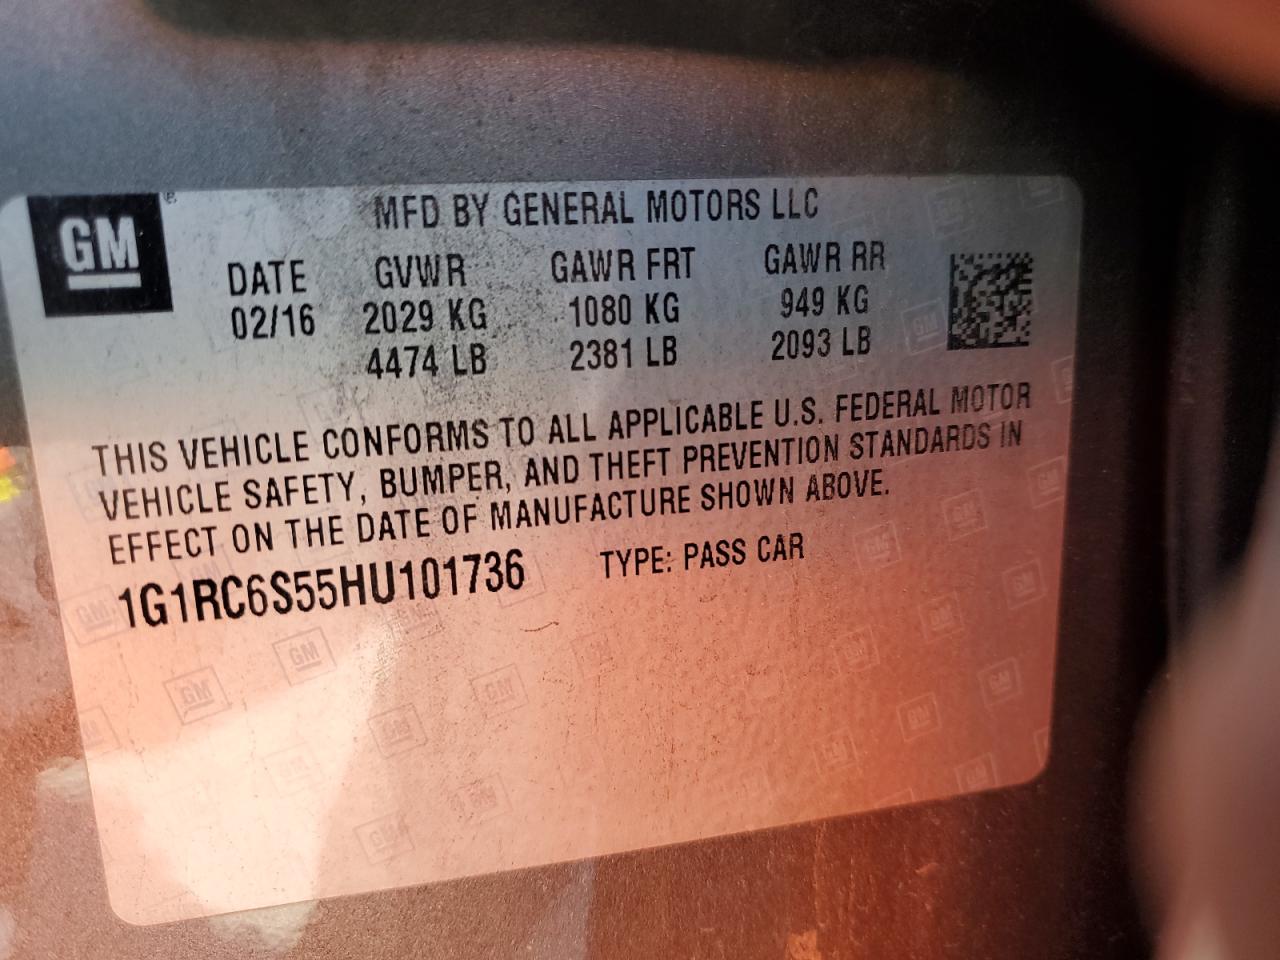 GM®
MFD BY GENERAL MOTORS LLC
DATE GVWR GAWR FRT GAWR RR
02/16 2029 KG 1080 KG 949 KG
4474 LB 2381 LB 2093 LB
THIS VEHICLE CONFORMS TO ALL APPLICABLE U.S. FEDERAL MOTOR
VEHICLE SAFETY, BUMPER, AND THEFT PREVENTION STANDARDS IN
EFFECT ON THE DATE OF MANUFACTURE SHOWN ABOVE.
1G1RC6S55HU101736 TYPE: PASS CAR